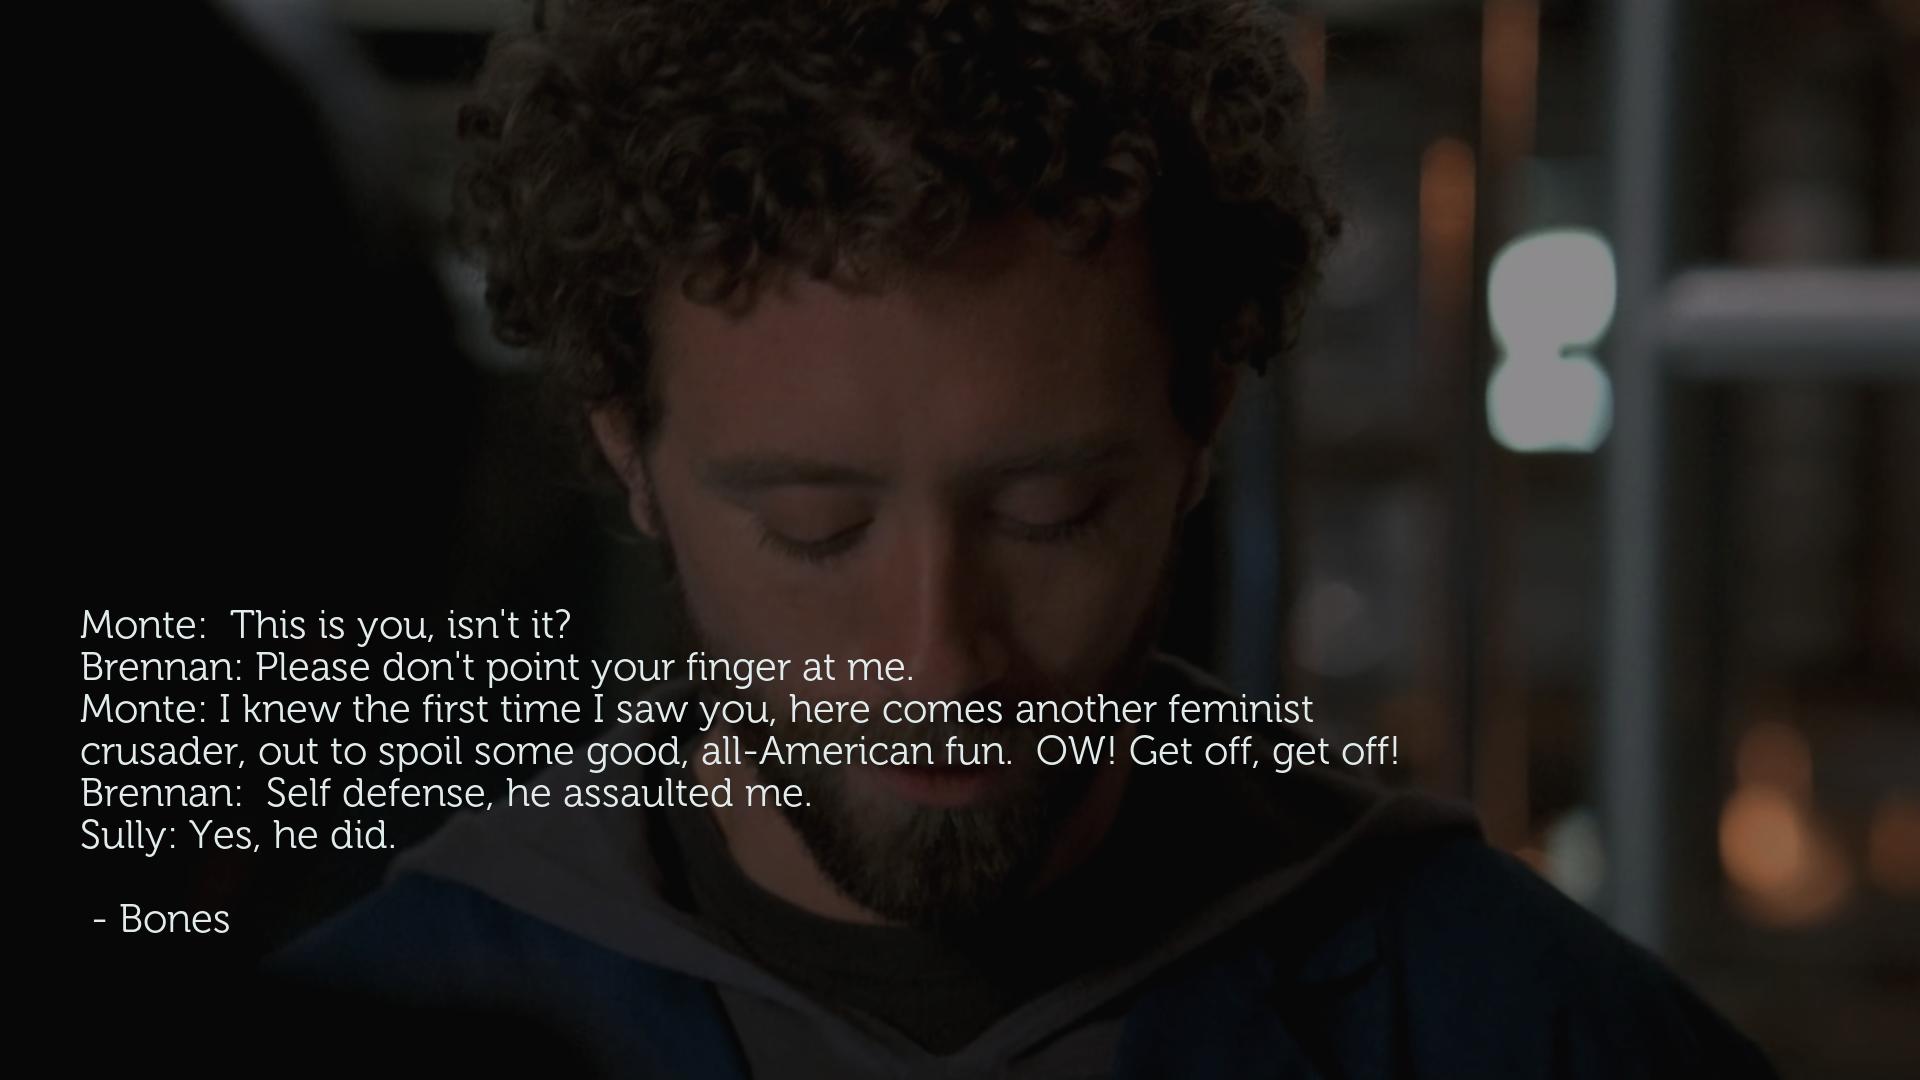 Monte:  This is you, isn't it?
Brennan: Please don't point your finger at me.
Monte: I knew the first time I saw you, here comes another feminist
crusader, out to spoil some good, all-American fun.  OW! Get off, get off!
Brennan:  Self defense, he assaulted me.
Sully: Yes, he did.
- Bones